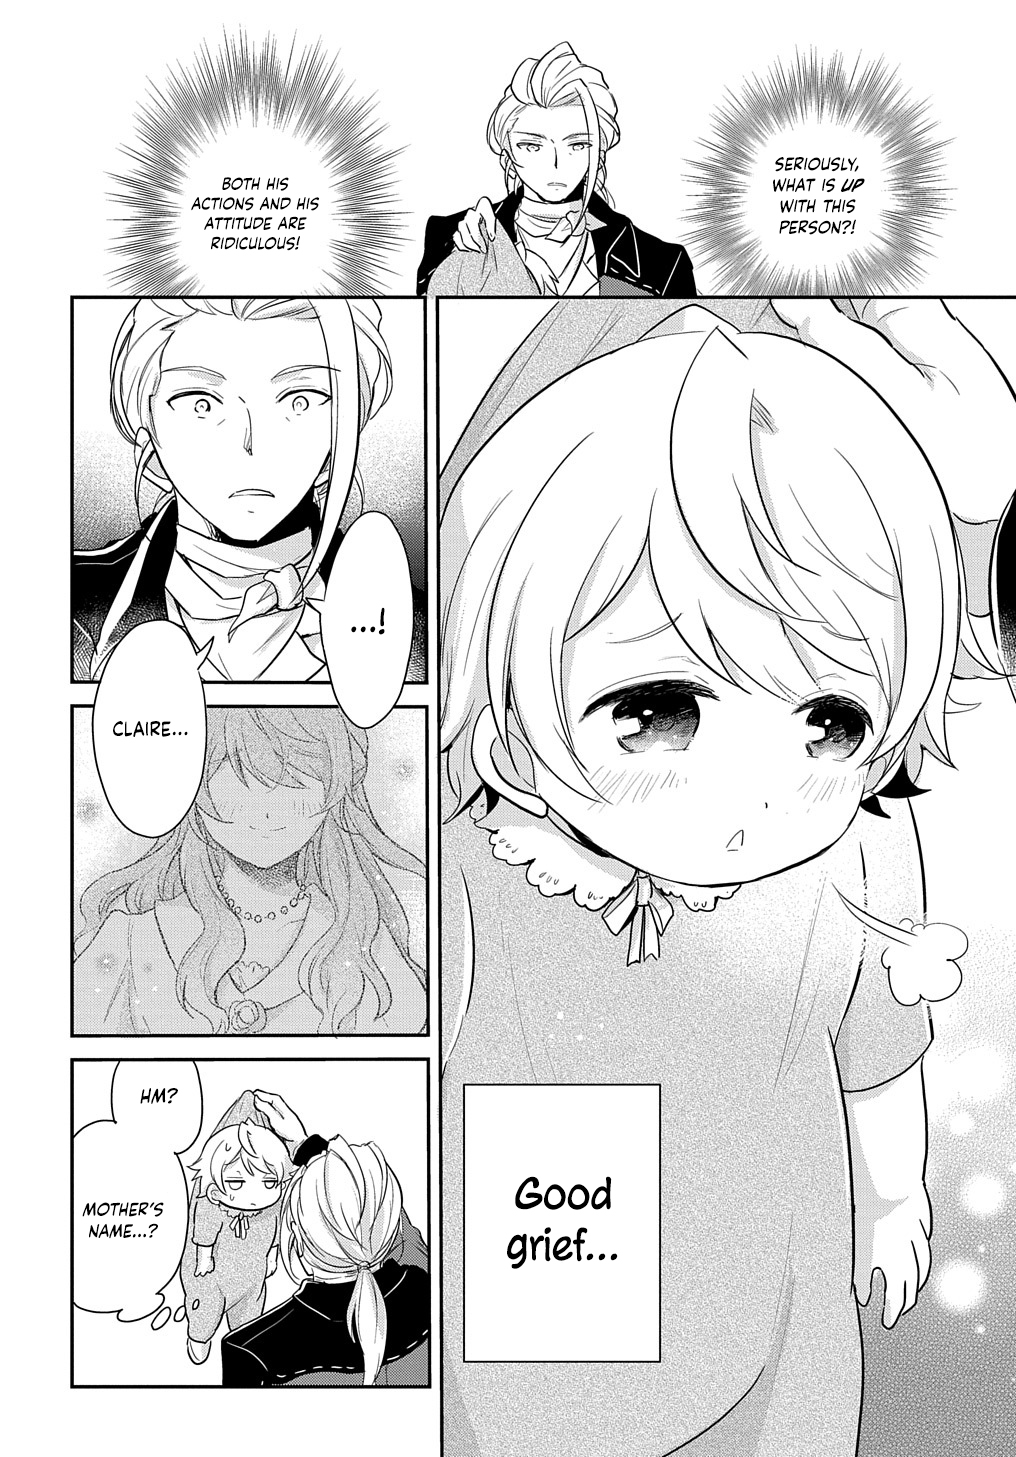 SERIOUSLY,
WHAT IS UP
WITH THIS
PERSON?!
BOTH HIS
ACTIONS AND HIS
ATTITUDE ARE
RIDICULOUS!
Good
grief...
...!
CLAIRE...
HM?
MOTHER'S
NAME...?